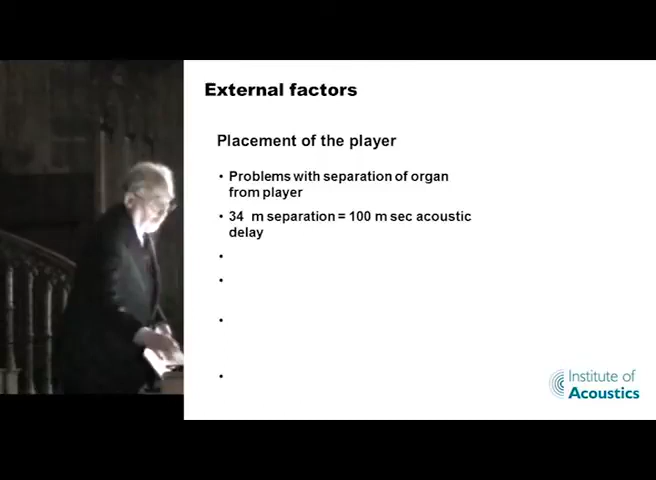 External factors
Placement of the player
• Problems with separation of organ
from player
• 34 m separation = 100 m sec acoustic
delay
•
•
•
•
Institute of
Acoustics